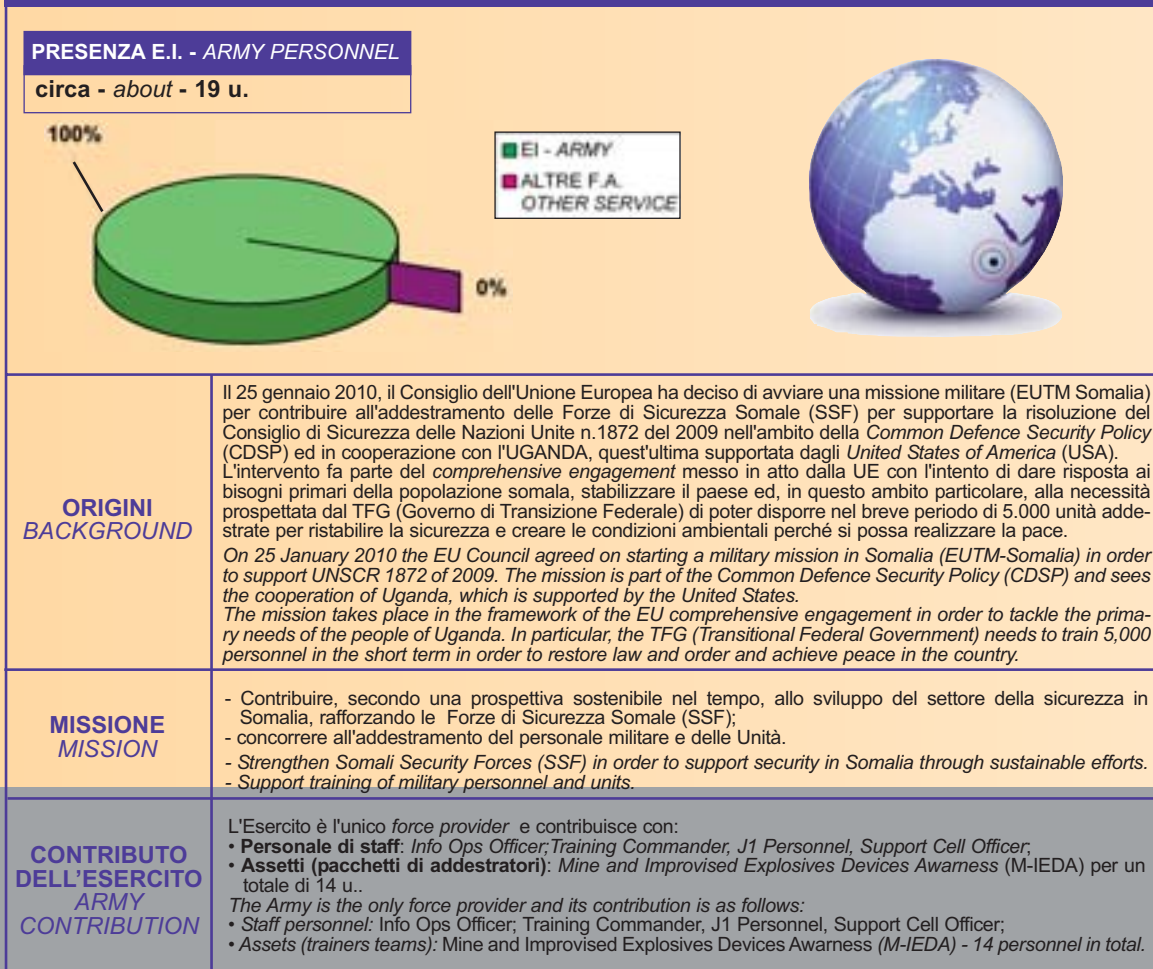 PRESENZA E.I. - ARMY PERSONNEL
circa - about - 19 u.
100%
EI - ARMY
ALTRE F.A.
OTHER SERVICE
0%
ORIGINI
BACKGROUND
Il 25 gennaio 2010, il Consiglio dell'Unione Europea ha deciso di avviare una missione militare (EUTM Somalia)
per contribuire all'addestramento delle Forze di Sicurezza Somale (SSF) per supportare la risoluzione del
Consiglio di Sicurezza delle Nazioni Unite n.1872 del 2009 nell'ambito della Common Defence Security Policy
(CDSP) ed in cooperazione con l'UGANDA, quest'ultima supportata dagli United States of America (USA).
L'intervento fa parte del comprehensive engagement messo in atto dalla UE con l'intento di dare risposta ai
bisogni primari della popolazione somala, stabilizzare il paese ed, in questo ambito particolare, alla necessità
prospettata dal TFG (Governo di Transizione Federale) di poter disporre nel breve periodo di 5.000 unità adde-
strate per ristabilire la sicurezza e creare le condizioni ambientali perché si possa realizzare la pace.
On 25 January 2010 the EU Council agreed on starting a military mission in Somalia (EUTM-Somalia) in order
to support UNSCR 1872 of 2009. The mission is part of the Common Defence Security Policy (CDSP) and sees
the cooperation of Uganda, which is supported by the United States.
The mission takes place in the framework of the EU comprehensive engagement in order to tackle the prima-
ry needs of the people of Uganda. In particular, the TFG (Transitional Federal Government) needs to train 5,000
personnel in the short term in order to restore law and order and achieve peace in the country.
MISSIONE
MISSION
- Contribuire, secondo una prospettiva sostenibile nel tempo, allo sviluppo del settore della sicurezza in
Somalia, rafforzando le Forze di Sicurezza Somale (SSF);
- concorrere all'addestramento del personale militare e delle Unità.
- Strengthen Somali Security Forces (SSF) in order to support security in Somalia through sustainable efforts.
- Support training of military personnel and units.
CONTRIBUTO
DELL'ESERCITO
ARMY
CONTRIBUTION
L'Esercito è l'unico force provider e contribuisce con:
• Personale di staff: Info Ops Officer;Training Commander, J1 Personnel, Support Cell Officer;
• Assetti (pacchetti di addestratori): Mine and Improvised Explosives Devices Awarness (M-IEDA) per un
totale di 14 u..
The Army is the only force provider and its contribution is as follows:
• Staff personnel: Info Ops Officer; Training Commander, J1 Personnel, Support Cell Officer;
• Assets (trainers teams): Mine and Improvised Explosives Devices Awarness (M-IEDA) - 14 personnel in total.